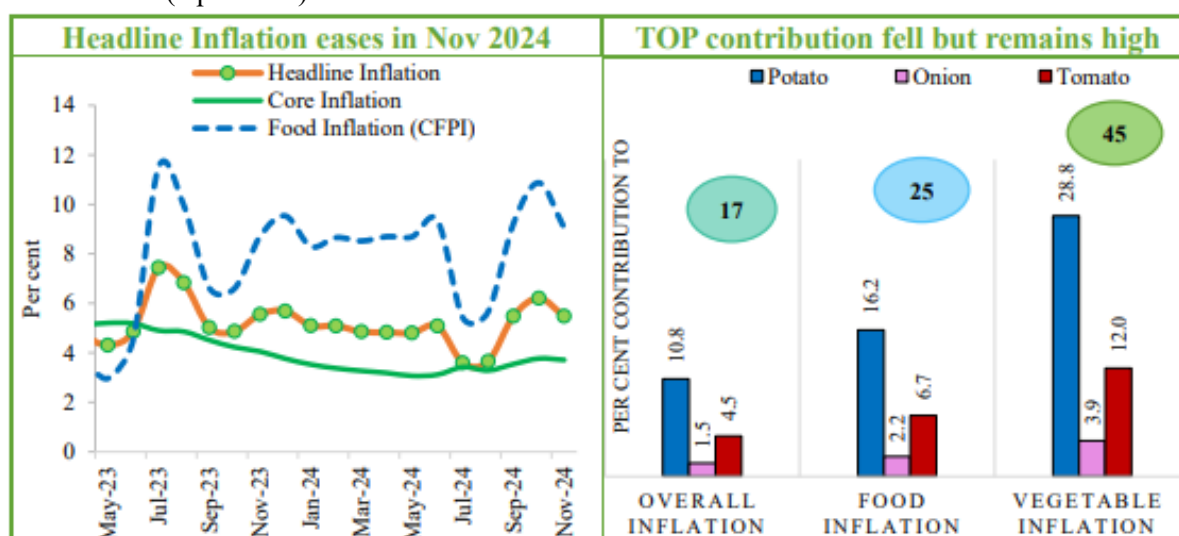 Headline Inflation eases in Nov 2024
Headline Inflation
Core Inflation
Food Inflation (CFPI)
Per cent
14
12
10
8
6
4
2
0
May-23
Jul-23
Sep-23
Nov-23
Jan-24
Mar-24
May-24
Jul-24
Sep-24
Nov-24
TOP contribution fell but remains high
Potato Onion Tomato
PER CENT CONTRIBUTION TO
17
25
45
10.8
1.5
4.5
16.2
2.2
6.7
28.8
3.9
12.0
OVERALL
INFLATION
FOOD
INFLATION
VEGETABLE
INFLATION